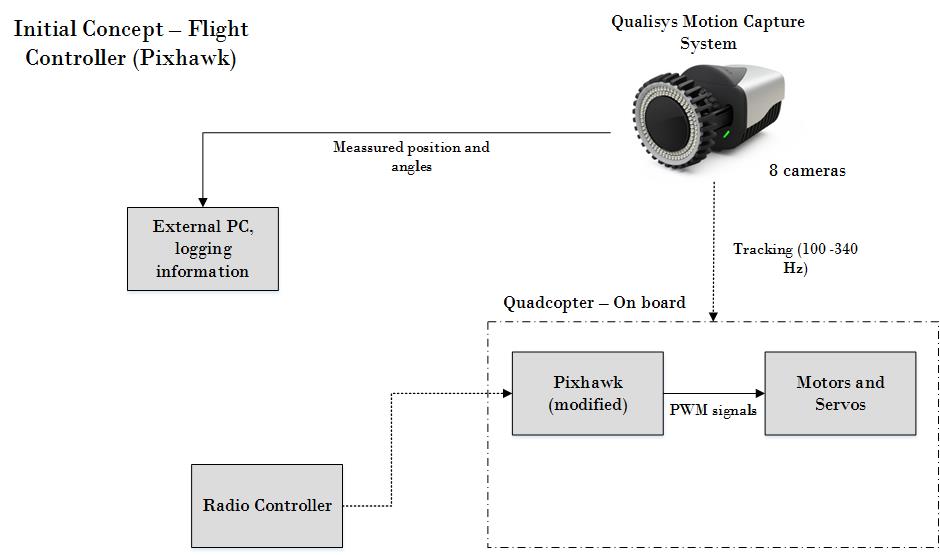 Initial Concept – Flight
Controller (Pixhawk)
Qualisys Motion Capture
System
Meassured position and
angles
8 cameras
External PC,
logging
information
Tracking (100 -340
Hz)
Quadcopter – On board
Pixhawk
(modified)
PWM signals
Motors and
Servos
Radio Controller